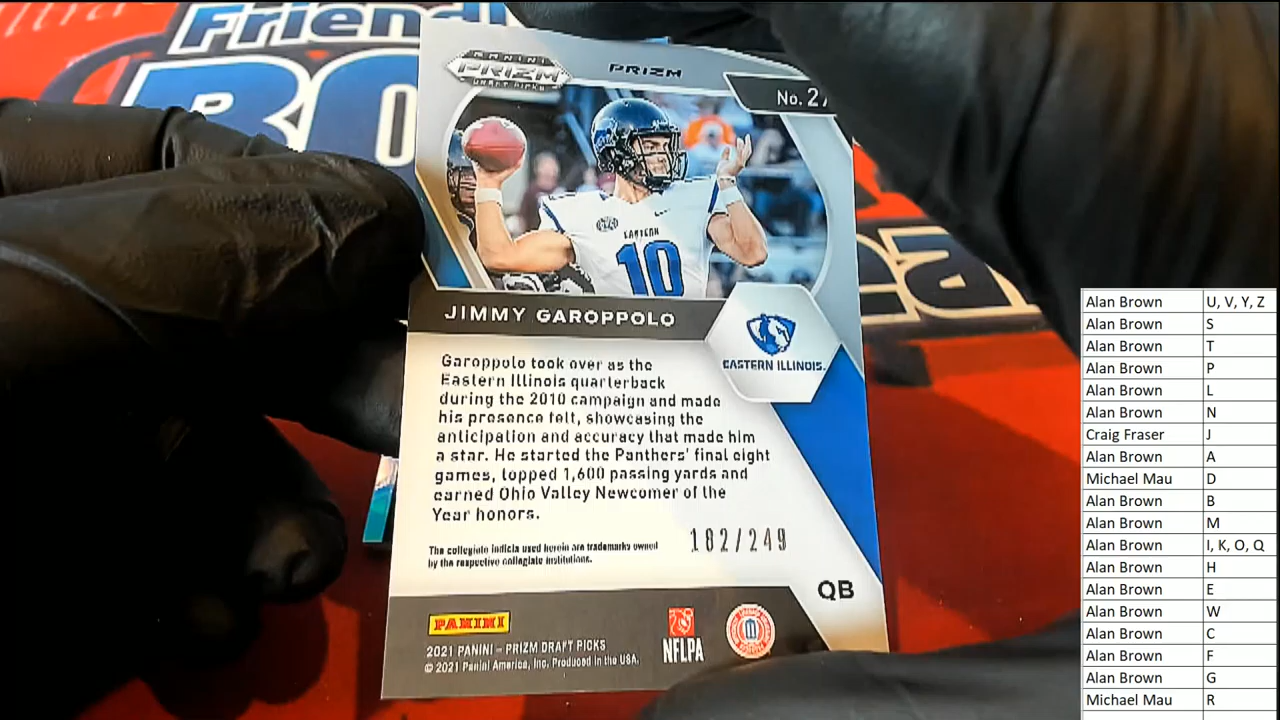 Friend
PANINI
PRIZM
DRAFT PICKS
PRIZM
No. 2
EASTERN
10
JIMMY GAROPPOLO
EASTERN ILLINOIS.
Garoppolo took over as the
Eastern Illinois quarterback
during the 2010 campaign and made
his presence felt, showcasing the
anticipation and accuracy that made him
a star. He started the Panthers' final eight
games, topped 1,600 passing yards and
earned Ohio Valley Newcomer of the
Year honors.
182/249
The collegiate indicia used herein are trademarks owned
by the respective collegiate institutions.
QB
PANINI
NFLPA
2021 PANINI – PRIZM DRAFT PICKS
© 2021 Panini America, Inc. Produced in the USA.
Alan Brown U, V, Y, Z
Alan Brown S
Alan Brown T
Alan Brown P
Alan Brown L
Alan Brown N
Craig Fraser J
Alan Brown A
Michael Mau D
Alan Brown B
Alan Brown M
Alan Brown I, K, O, Q
Alan Brown H
Alan Brown E
Alan Brown W
Alan Brown C
Alan Brown F
Alan Brown G
Michael Mau R